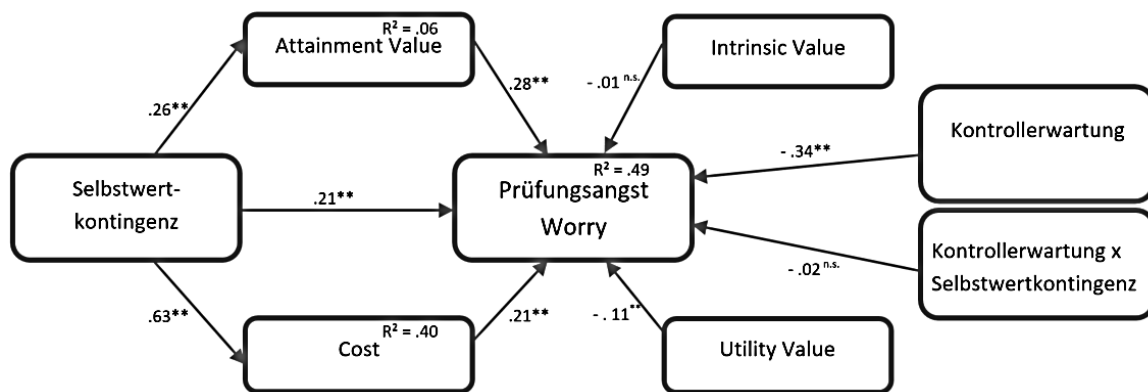 R² = .06
Attainment Value
Intrinsic Value
.26**
.28**
- .01 n.s.
Kontrollerwartung
- .34**
Selbstwert-
kontingenz
.21**
R² = .49
Prüfungsangst
Worry
Kontrollerwartung x
Selbstwertkontingenz
- .02 n.s.
.63**
.21**
- . 11**
R² = .40
Cost
Utility Value